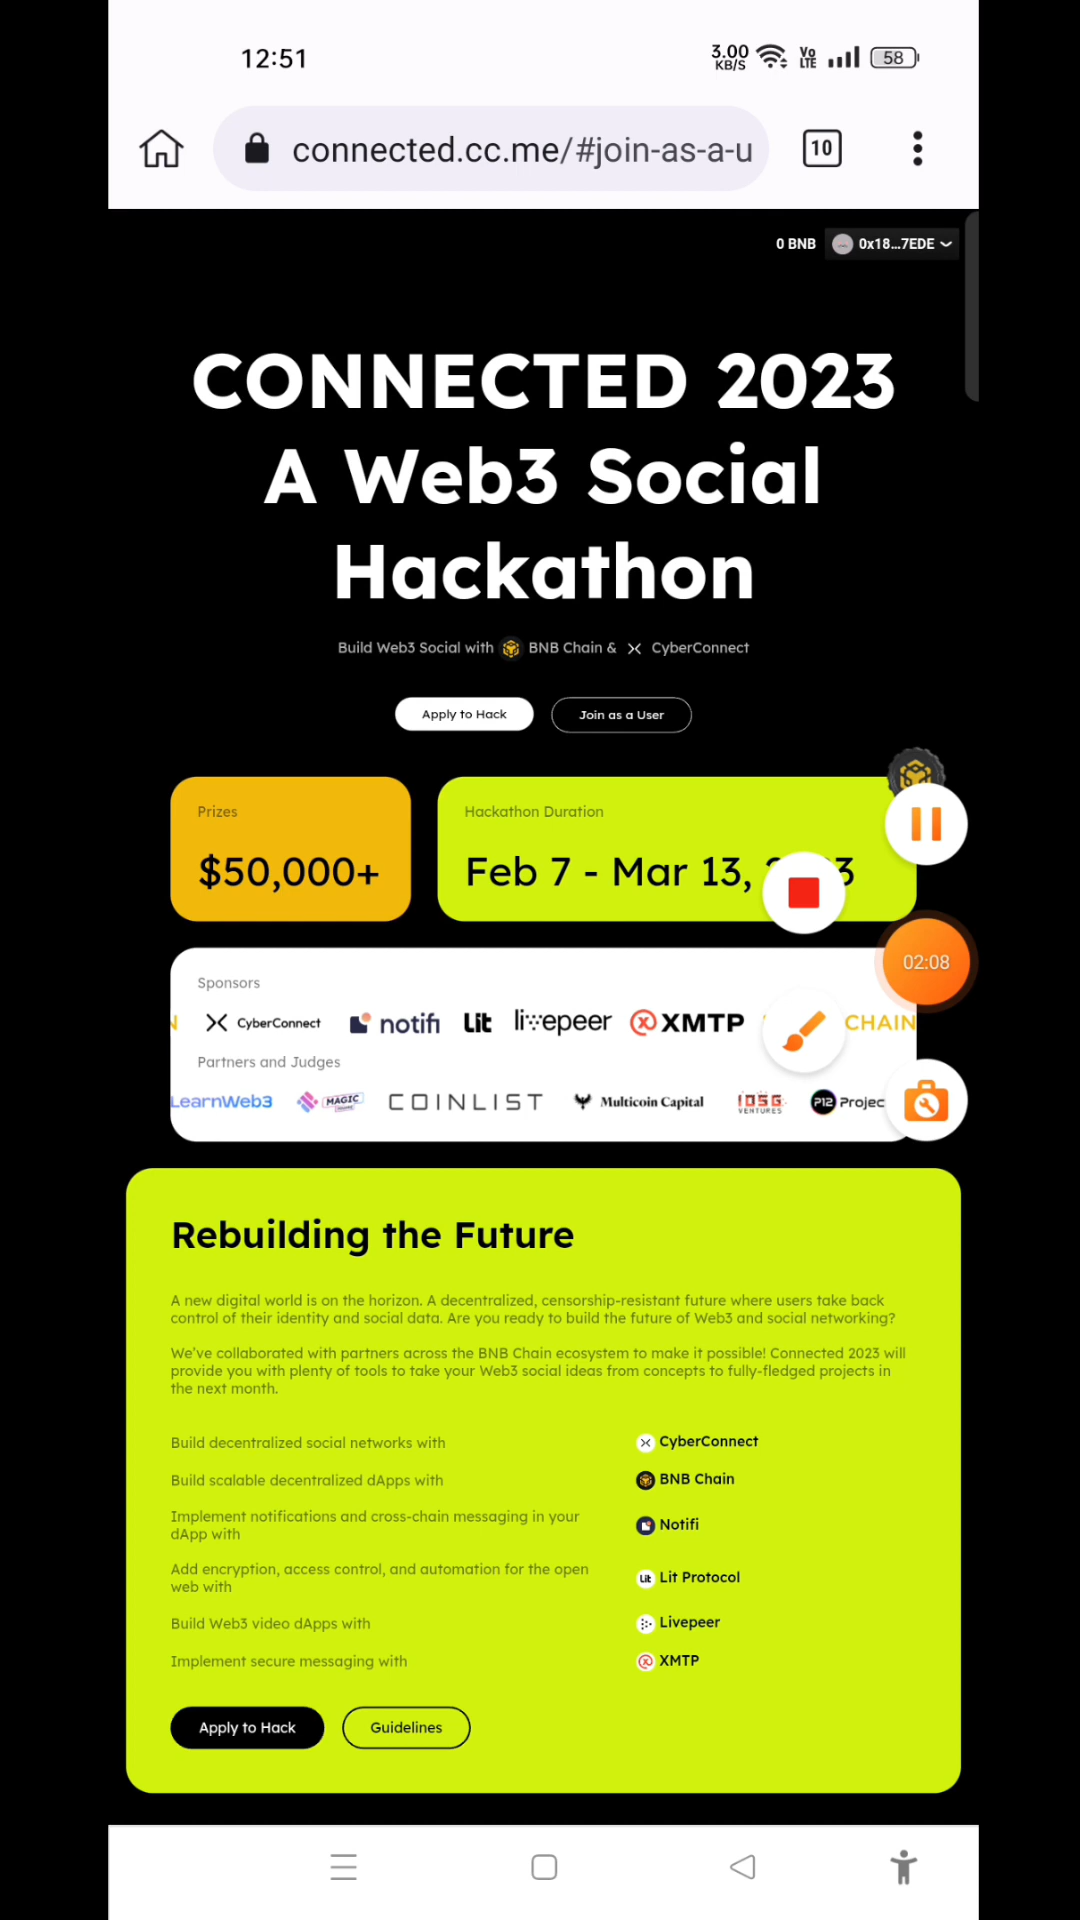 12:51
3.00
KB/S
Vo
LTE
58
connected.cc.me/#join-as-a-u
10
0 BNB
0x18...7EDE
CONNECTED 2023
A Web3 Social
Hackathon
Build Web3 Social with BNB Chain & CyberConnect
Apply to Hack
Join as a User
Prizes
$50,000+
Hackathon Duration
Feb 7 - Mar 13,
3
02:08
Sponsors
N CyberConnect notifi Lit livepeer XMTP CHAIN
Partners and Judges
LearnWeb3 MAGIC COINLIST Multicoin Capital IOSG VENTURES P12 Projec
Rebuilding the Future
A new digital world is on the horizon. A decentralized, censorship-resistant future where users take back
control of their identity and social data. Are you ready to build the future of Web3 and social networking?
We've collaborated with partners across the BNB Chain ecosystem to make it possible! Connected 2023 will
provide you with plenty of tools to take your Web3 social ideas from concepts to fully-fledged projects in
the next month.
Build decentralized social networks with
CyberConnect
Build scalable decentralized dApps with
BNB Chain
Implement notifications and cross-chain messaging in your
dApp with
Notifi
Add encryption, access control, and automation for the open
web with
Lit Lit Protocol
Build Web3 video dApps with
Livepeer
Implement secure messaging with
XMTP
Apply to Hack
Guidelines